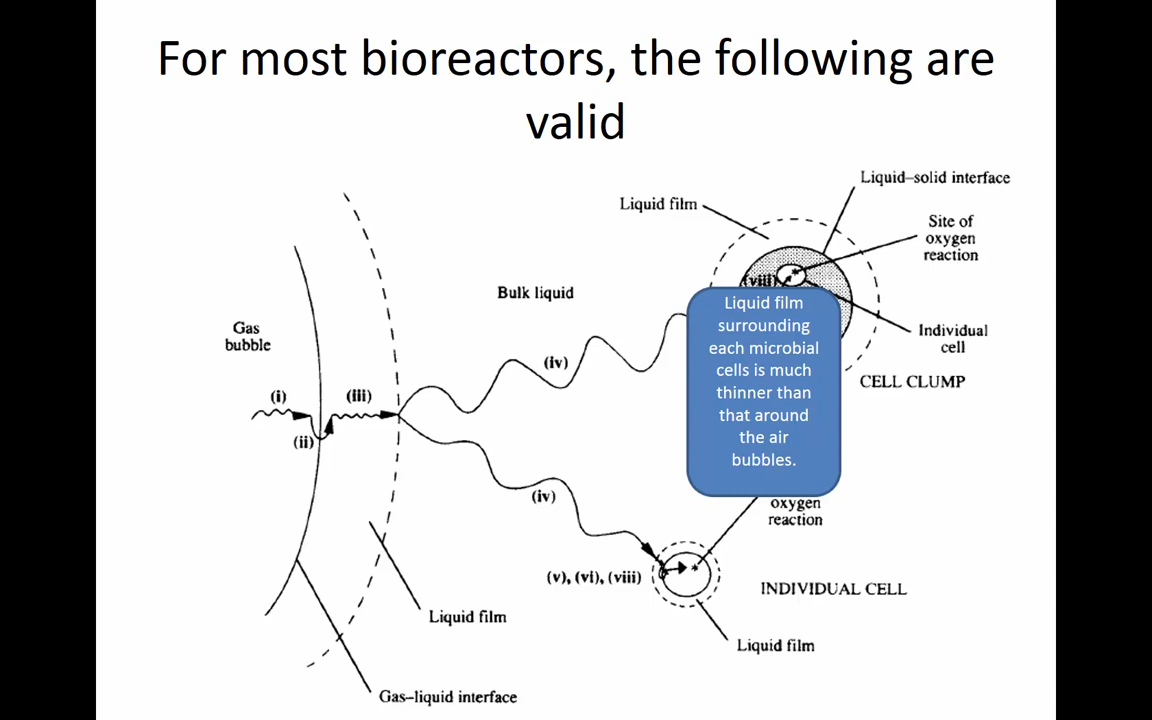 For most bioreactors, the following are
valid
Liquid–solid interface
Liquid film
Site of
oxygen
reaction
(viii)
Bulk liquid
Liquid film
surrounding
each microbial
cells is much
thinner than
that around
the air
bubbles.
Gas
bubble
Individual
cell
(iv)
CELL CLUMP
(i)
(iii)
(ii)
(iv)
oxygen
reaction
(v), (vi), (viii)
INDIVIDUAL CELL
Liquid film
Liquid film
Gas–liquid interface